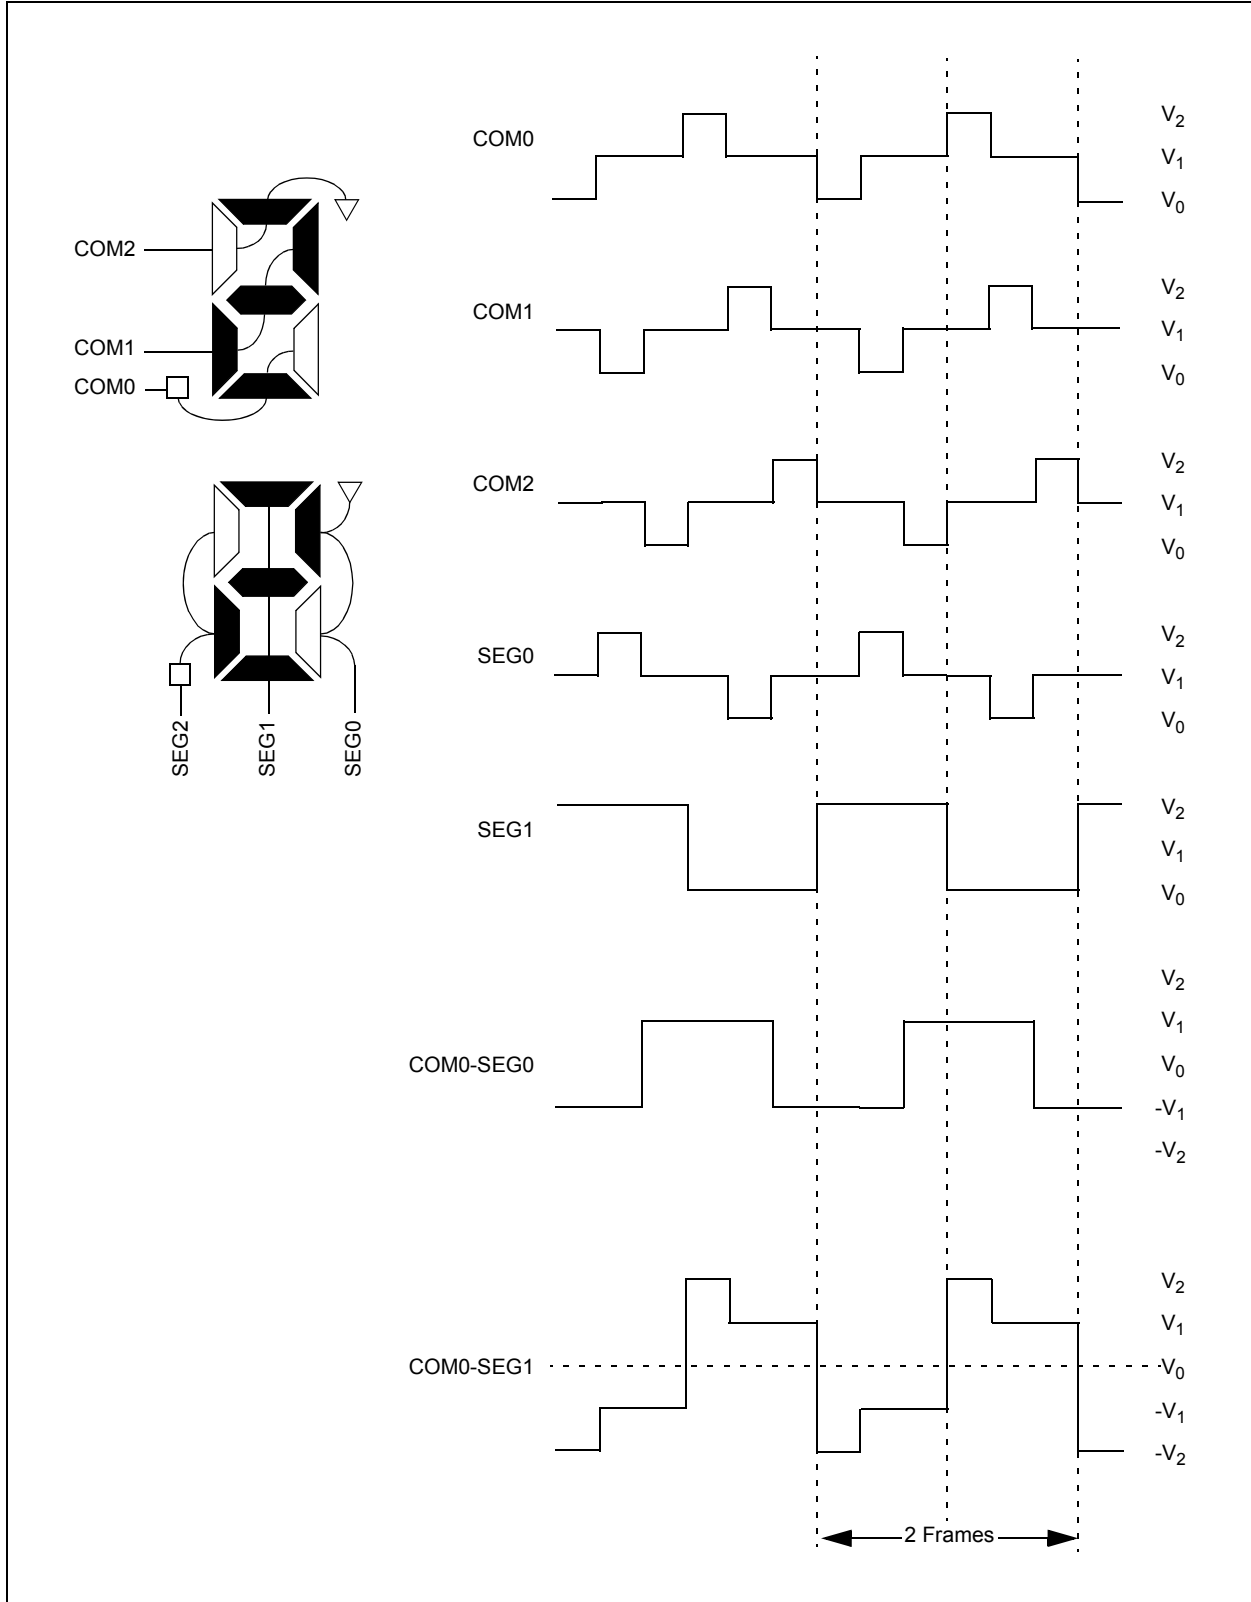 COM2
COM1
COM0
SEG2
SEG1
SEG0
COM0
V2
V1
V0
COM1
V2
V1
V0
COM2
V2
V1
V0
SEG0
V2
V1
V0
SEG1
V2
V1
V0
COM0-SEG0
V2
V1
V0
-V1
-V2
COM0-SEG1
V2
V1
V0
-V1
-V2
2 Frames